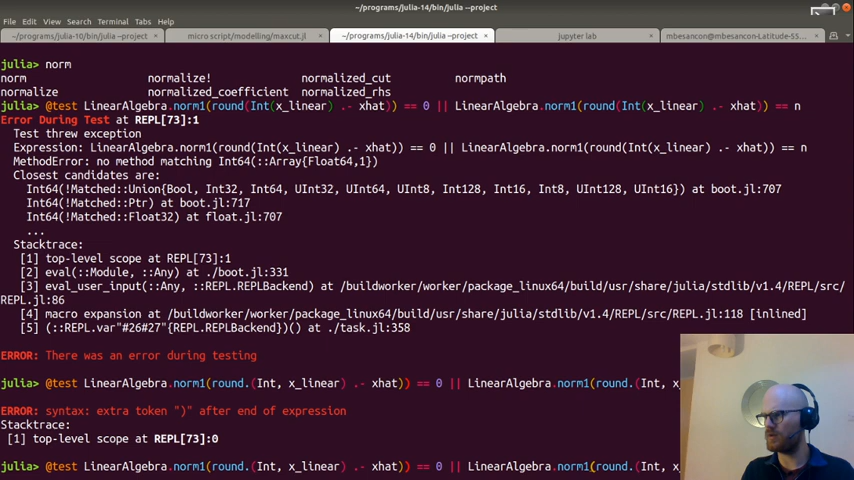 ~/programs/julia-14/bin/julia --project
File Edit View Search Terminal Tabs Help
~/programs/julia-10/bin/julia --project × micro script/modelling/maxcut.jl × ~/programs/julia-14/bin/julia --project × jupyter lab × mbesancon@mbesancon-Latitude-55... ×
julia> norm
norm normalize! normalized_cut normpath
normalize normalized_coefficient normalized_rhs
julia> @test LinearAlgebra.norm1(round(Int(x_linear) .- xhat)) == 0 || LinearAlgebra.norm1(round(Int(x_linear) .- xhat)) == n
Error During Test at REPL[73]:1
Test threw exception
Expression: LinearAlgebra.norm1(round(Int(x_linear) .- xhat)) == 0 || LinearAlgebra.norm1(round(Int(x_linear) .- xhat)) == n
MethodError: no method matching Int64(::Array{Float64,1})
Closest candidates are:
Int64(!Matched::Union{Bool, Int32, Int64, UInt32, UInt64, UInt8, Int128, Int16, Int8, UInt128, UInt16}) at boot.jl:707
Int64(!Matched::Ptr) at boot.jl:717
Int64(!Matched::Float32) at float.jl:707
...
Stacktrace:
[1] top-level scope at REPL[73]:1
[2] eval(::Module, ::Any) at ./boot.jl:331
[3] eval_user_input(::Any, ::REPL.REPLBackend) at /buildworker/worker/package_linux64/build/usr/share/julia/stdlib/v1.4/REPL/src/
REPL.jl:86
[4] macro expansion at /buildworker/worker/package_linux64/build/usr/share/julia/stdlib/v1.4/REPL/src/REPL.jl:118 [inlined]
[5] (::REPL.var"#26#27"{REPL.REPLBackend})() at ./task.jl:358
ERROR: There was an error during testing
julia> @test LinearAlgebra.norm1(round.(Int, x_linear) .- xhat)) == 0 || LinearAlgebra.norm1(round.(Int, x_
ERROR: syntax: extra token ")" after end of expression
Stacktrace:
[1] top-level scope at REPL[73]:0
julia> @test LinearAlgebra.norm1(round.(Int, x_linear) .- xhat)) == 0 || LinearAlgebra.norm1(round.(Int, x_